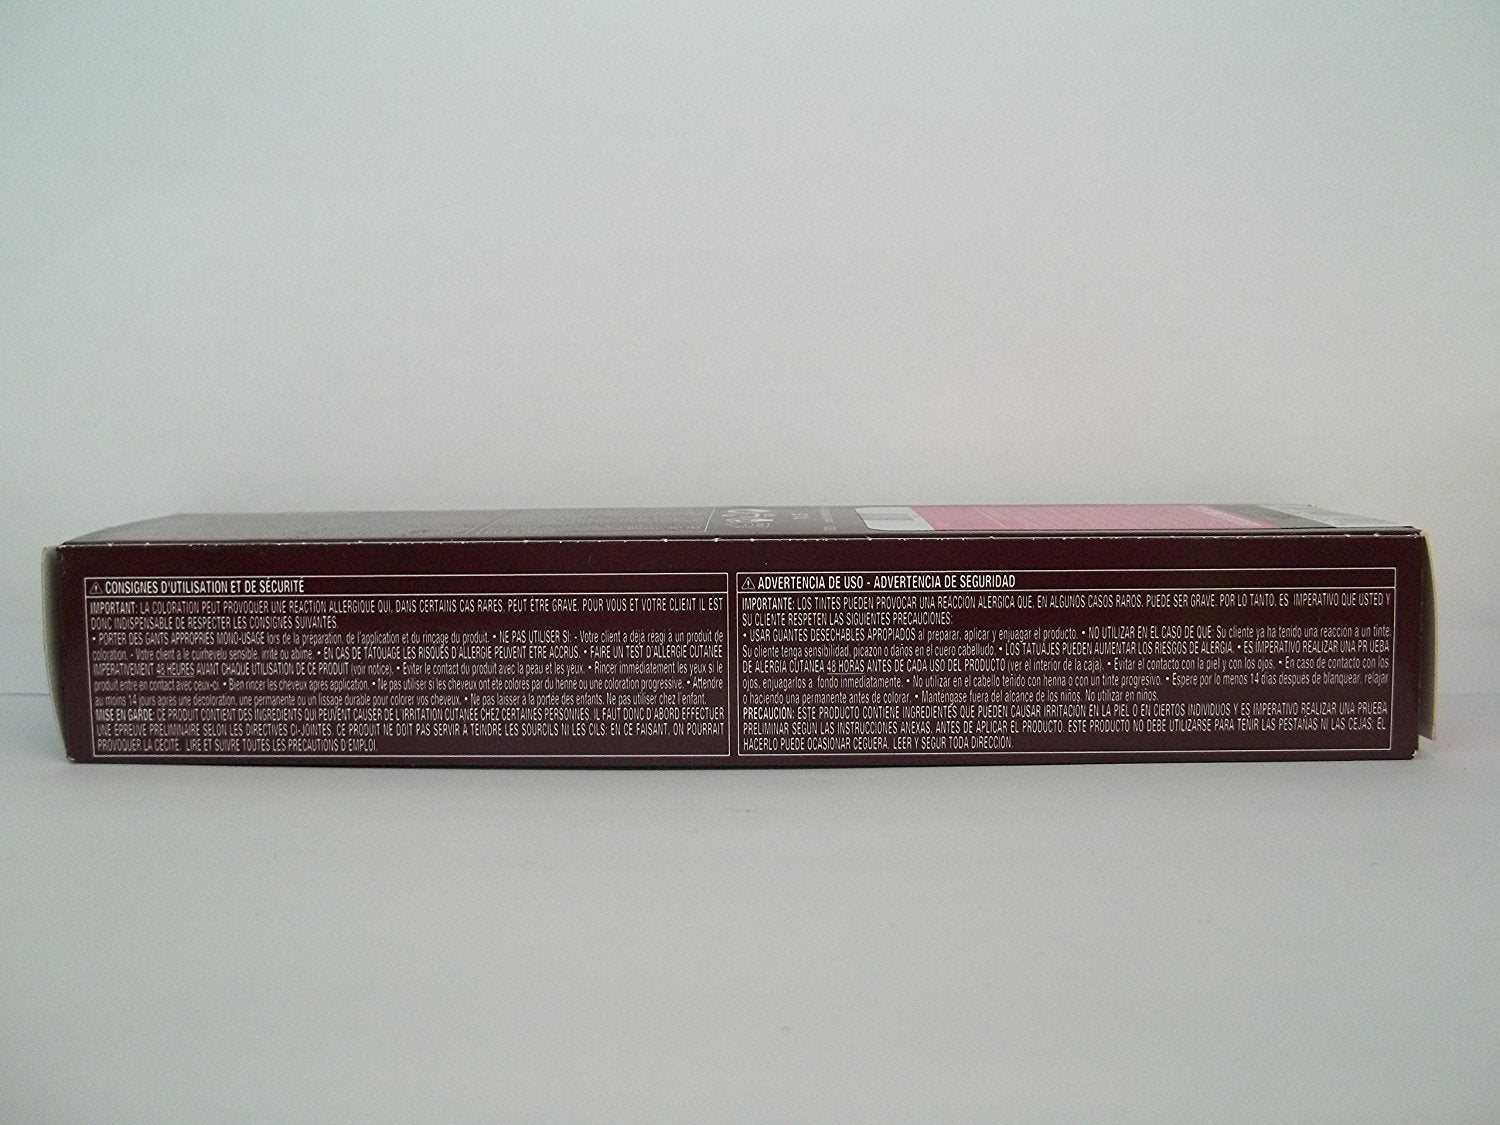 CONSIGNES D'UTILISATION ET DE SÉCURITÉ
IMPORTANT: LA COLORATION PEUT PROVOQUER UNE RÉACTION ALLERGIQUE QUI, DANS CERTAINS CAS RARES, PEUT ÊTRE GRAVE. POUR VOUS ET VOTRE CLIENT IL EST
DONC INDISPENSABLE DE RESPECTER LES CONSIGNES SUIVANTES.
• PORTER DES GANTS APPROPRIÉS MONO-USAGE lors de la préparation, de l'application et du rinçage du produit. • NE PAS UTILISER SI: - Votre client a déjà réagi à un produit de
coloration. - Votre client a le cuir chevelu sensible, irrité ou abîmé. • EN CAS DE TATOUAGE LES RISQUES D'ALLERGIE PEUVENT ÊTRE ACCRUS. • FAIRE UN TEST D'ALLERGIE CUTANÉE
IMPÉRATIVEMENT 48 HEURES AVANT CHAQUE UTILISATION DE CE PRODUIT (voir notice). • Éviter le contact du produit avec la peau et les yeux. • Rincer immédiatement les yeux si le
produit entre en contact avec ceux-ci. • Bien rincer les cheveux après application. • Ne pas utiliser si les cheveux ont été colorés par du henné ou une coloration progressive. • Attendre
au moins 14 jours après une décoloration, une permanente ou un lissage durable pour colorer vos cheveux. • Ne pas laisser à la portée des enfants. Ne pas utiliser chez l'enfant.
MISE EN GARDE: CE PRODUIT CONTIENT DES INGRÉDIENTS QUI PEUVENT CAUSER DE L'IRRITATION CUTANÉE CHEZ CERTAINES PERSONNES. IL FAUT DONC D'ABORD EFFECTUER
UNE ÉPREUVE PRÉLIMINAIRE SELON LES DIRECTIVES CI-JOINTES. CE PRODUIT NE DOIT PAS SERVIR À TEINDRE LES SOURCILS NI LES CILS: EN CE FAISANT, ON POURRAIT
PROVOQUER LA CÉCITÉ. LIRE ET SUIVRE TOUTES LES PRÉCAUTIONS D'EMPLOI.
ADVERTENCIA DE USO - ADVERTENCIA DE SEGURIDAD
IMPORTANTE: LOS TINTES PUEDEN PROVOCAR UNA REACCIÓN ALÉRGICA QUE, EN ALGUNOS CASOS RAROS, PUEDE SER GRAVE. POR LO TANTO, ES IMPERATIVO QUE USTED Y
SU CLIENTE RESPETEN LAS SIGUIENTES PRECAUCIONES:
• USAR GUANTES DESECHABLES APROPIADOS al preparar, aplicar y enjuagar el producto. • NO UTILIZAR EN EL CASO DE QUE: Su cliente ya ha tenido una reacción a un tinte.
Su cliente tenga sensibilidad, picazón o daños en el cuero cabelludo. • LOS TATUAJES PUEDEN AUMENTAR LOS RIESGOS DE ALERGIA. • ES IMPERATIVO REALIZAR UNA PRUEBA
DE ALERGIA CUTÁNEA 48 HORAS ANTES DE CADA USO DEL PRODUCTO (ver el interior de la caja). • Evitar el contacto con la piel y con los ojos. • En caso de contacto con los
ojos, enjuagarlos a fondo inmediatamente. • No utilizar en el cabello teñido con henna o con un tinte progresivo. • Espere por lo menos 14 días después de blanquear, relajar
o haciendo una permanente antes de colorar. • Manténgase fuera del alcance de los niños. No utilizar en niños.
PRECAUCIÓN: ESTE PRODUCTO CONTIENE INGREDIENTES QUE PUEDEN CAUSAR IRRITACIÓN EN LA PIEL O EN CIERTOS INDIVIDUOS Y ES IMPERATIVO REALIZAR UNA PRUEBA
PRELIMINAR SEGÚN LAS INSTRUCCIONES ANEXAS, ANTES DE APLICAR EL PRODUCTO. ESTE PRODUCTO NO DEBE UTILIZARSE PARA TEÑIR LAS PESTAÑAS NI LAS CEJAS: EL
HACERLO PUEDE OCASIONAR CEGUERA. LEER Y SEGUR TODA DIRECCIÓN.